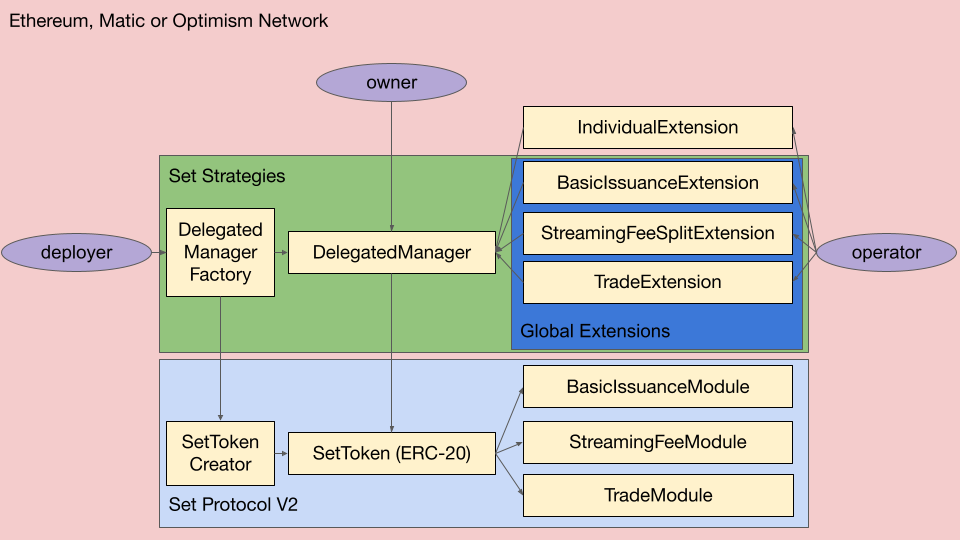 Ethereum, Matic or Optimism Network
owner
IndividualExtension
Set Strategies
BasicIssuanceExtension
Delegated
Manager
Factory
deployer
DelegatedManager
StreamingFeeSplitExtension
operator
TradeExtension
Global Extensions
BasicIssuanceModule
SetToken
Creator
SetToken (ERC-20)
StreamingFeeModule
TradeModule
Set Protocol V2